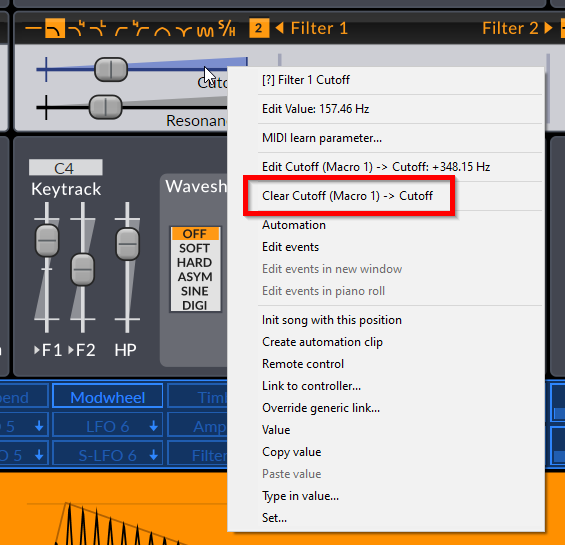 S/H
2 Filter 1
Filter 2
Resonan
[?] Filter 1 Cutoff
Edit Value: 157.46 Hz
MIDI learn parameter...
Edit Cutoff (Macro 1) -> Cutoff: +348.15 Hz
Clear Cutoff (Macro 1) -> Cutoff
Automation
Edit events
Edit events in new window
Edit events in piano roll
Init song with this position
Create automation clip
Remote control
Link to controller...
Override generic link...
Value
Copy value
Paste value
Type in value...
Set...
C4
Keytrack
F1
F2
HP
Wavesh
OFF
SOFT
HARD
ASYM
SINE
DIGI
end
Modwheel
Timb
O 5
LFO 6
Amp
O 5
S-LFO 6
Filter